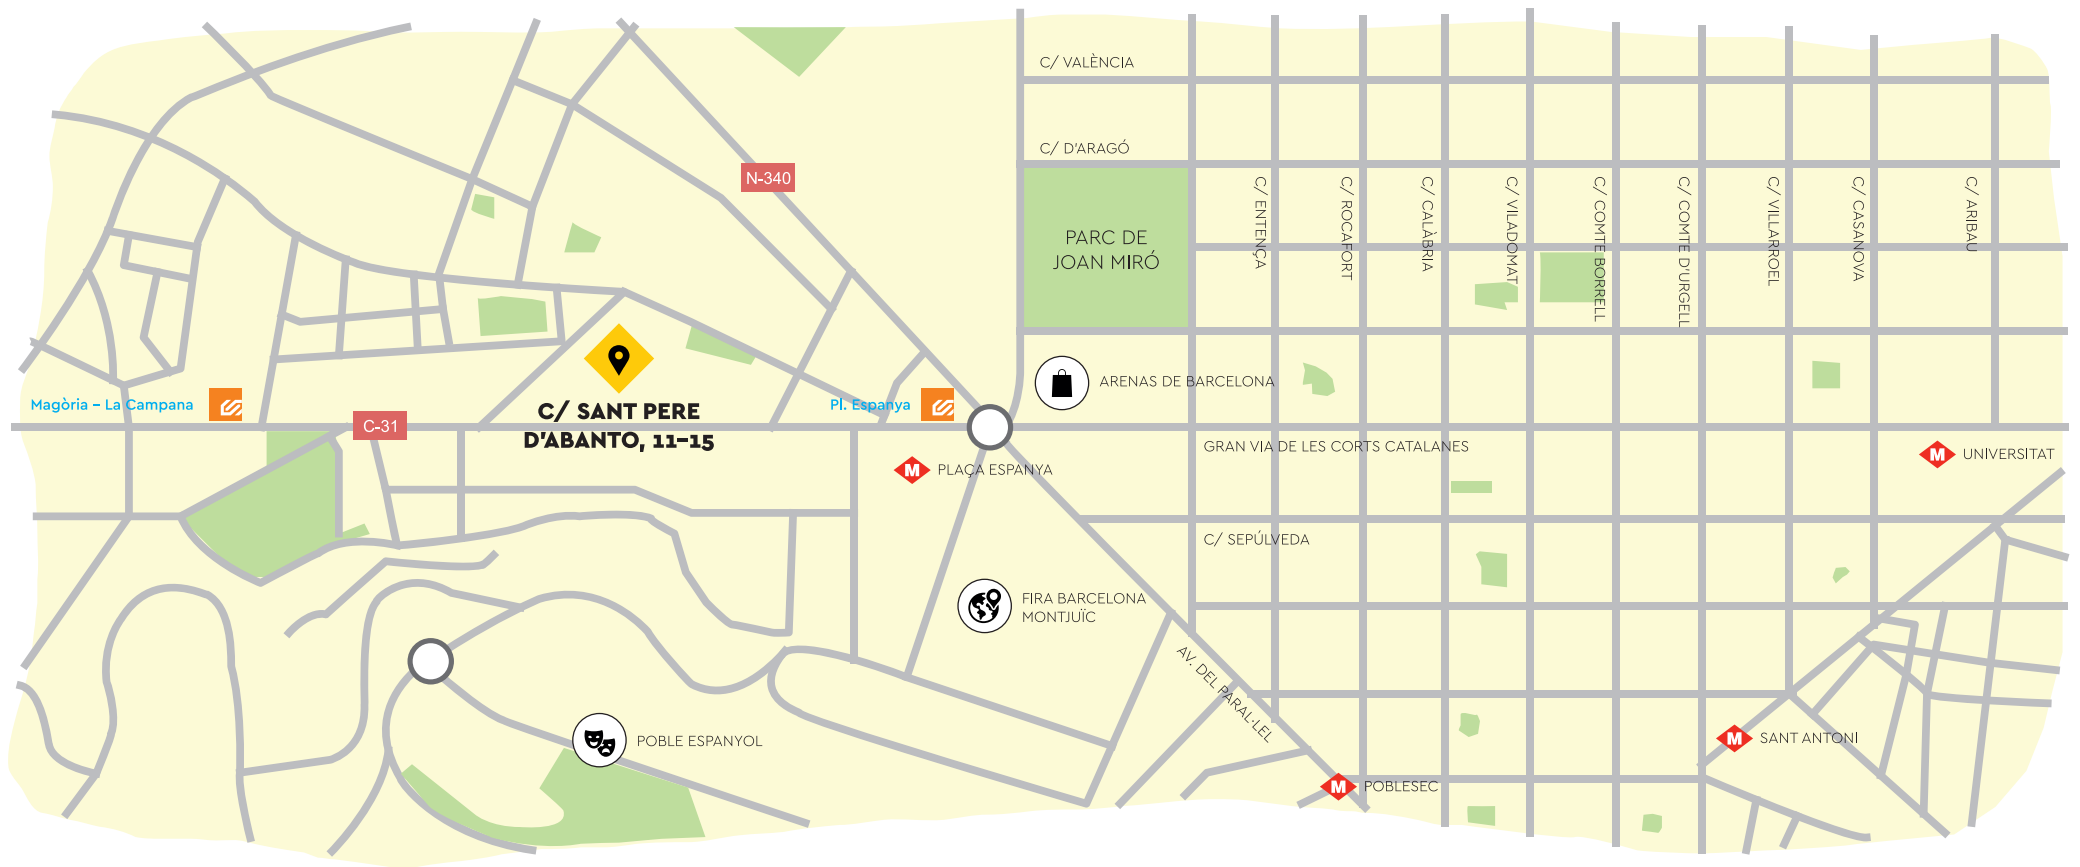 C/ VALÈNCIA
C/ D'ARAGÓ
N-340
C/ ENTENÇA
C/ ROCAFORT
C/ CALÀBRIA
C/ VILADOMAT
C/ COMTE BORRELL
C/ COMTE D'URGELL
C/ VILLARROEL
C/ CASANOVA
C/ ARIBAU
PARC DE
JOAN MIRÓ
ARENAS DE BARCELONA
Magòria – La Campana
Pl. Espanya
C/ SANT PERE
D'ABANTO, 11–15
C-31
GRAN VIA DE LES CORTS CATALANES
M PLAÇA ESPANYA
M UNIVERSITAT
C/ SEPÚLVEDA
FIRA BARCELONA
MONTJUÏC
AV. DEL PARAL·LEL
POBLE ESPANYOL
M SANT ANTONI
M POBLESEC